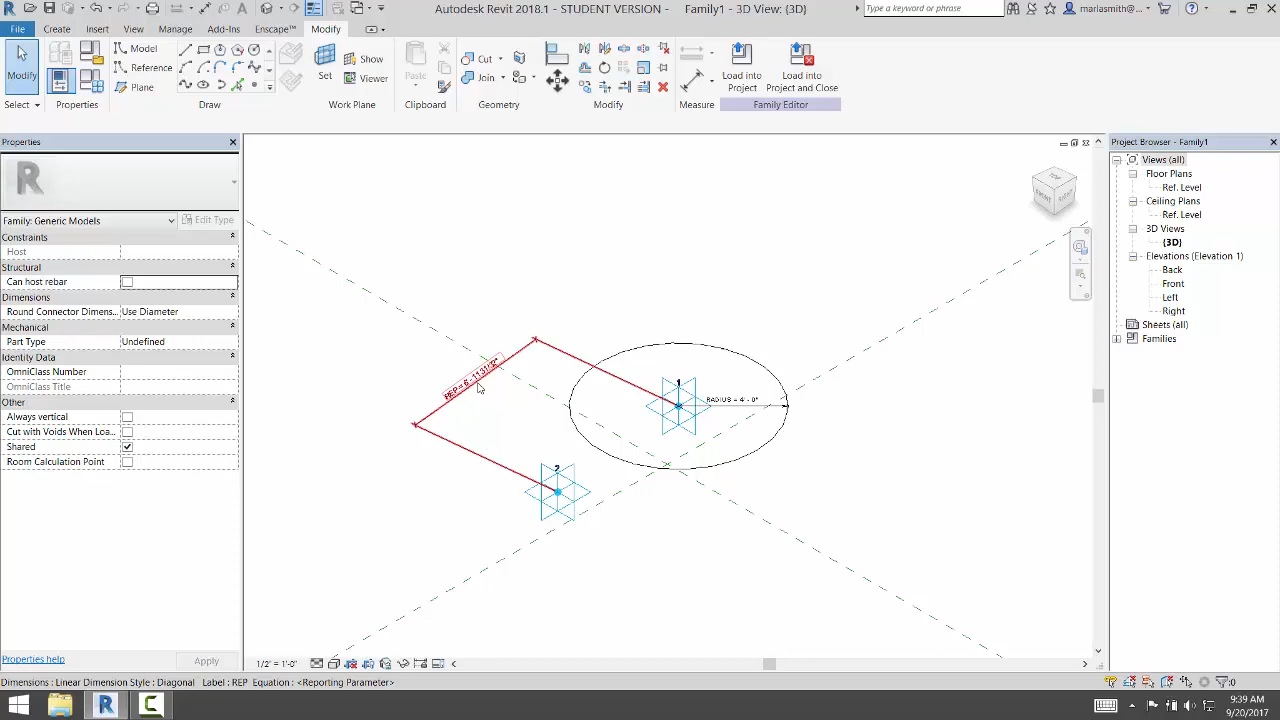 Autodesk Revit 2018.1 - STUDENT VERSION - Family1 - 3D View: {3D}
Type a keyword or phrase
marlasmith@...
File Create Insert View Manage Add-Ins Enscape™ Modify
Modify
Set
Paste
Load into
Project
Load into
Project and Close
Model
Reference
Plane
Show
Viewer
Cut
Join
Select
Properties
Draw
Work Plane
Clipboard
Geometry
Modify
Measure
Family Editor
Properties
Family: Generic Models
Edit Type
Constraints
Host
Structural
Can host rebar
Dimensions
Round Connector Dimens... Use Diameter
Mechanical
Part Type Undefined
Identity Data
OmniClass Number
OmniClass Title
Other
Always vertical
Cut with Voids When Loa...
Shared
Room Calculation Point
Properties help
Apply
TOP
FRONT
RIGHT
1
RADIUS = 4' - 0"
2
Project Browser - Family1
Views (all)
Floor Plans
Ref. Level
Ceiling Plans
Ref. Level
3D Views
{3D}
Elevations (Elevation 1)
Back
Front
Left
Right
Sheets (all)
Families
1/2" = 1'-0"
Dimensions : Linear Dimension Style : Diagonal Label : REP Equation : <Reporting Parameter>
:0
9:39 AM
9/20/2017